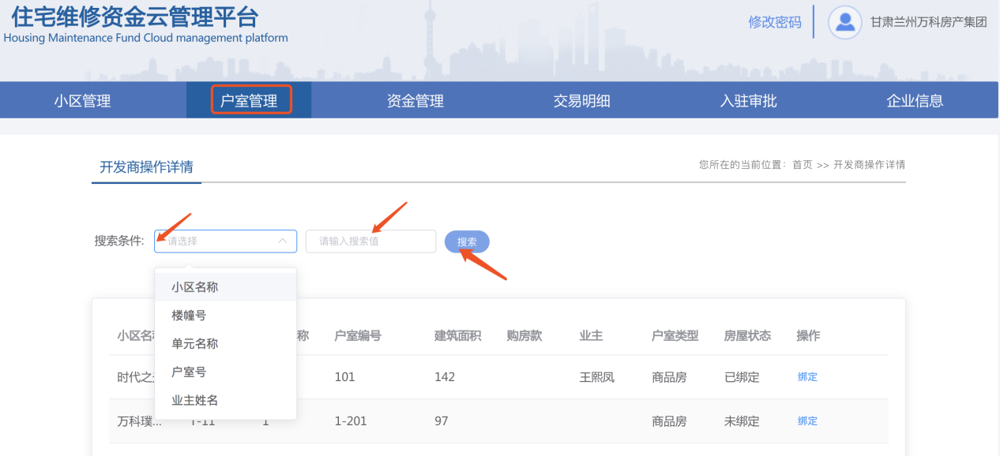 住宅维修资金云管理平台
Housing Maintenance Fund Cloud management platform
修改密码
甘肃兰州万科房产集团
小区管理 户室管理 资金管理 交易明细 入驻审批 企业信息
开发商操作详情
您所在的当前位置: 首页 >> 开发商操作详情
搜索条件: 请选择 请输入搜索值 搜索
小区名称
楼幢号
单元名称
户室号
业主姓名
小区名 称 户室编号 建筑面积 购房款 业主 户室类型 房屋状态 操作
时代之 101 142 王熙凤 商品房 已绑定 绑定
万科璞... 1-11 1 1-201 97 商品房 未绑定 绑定